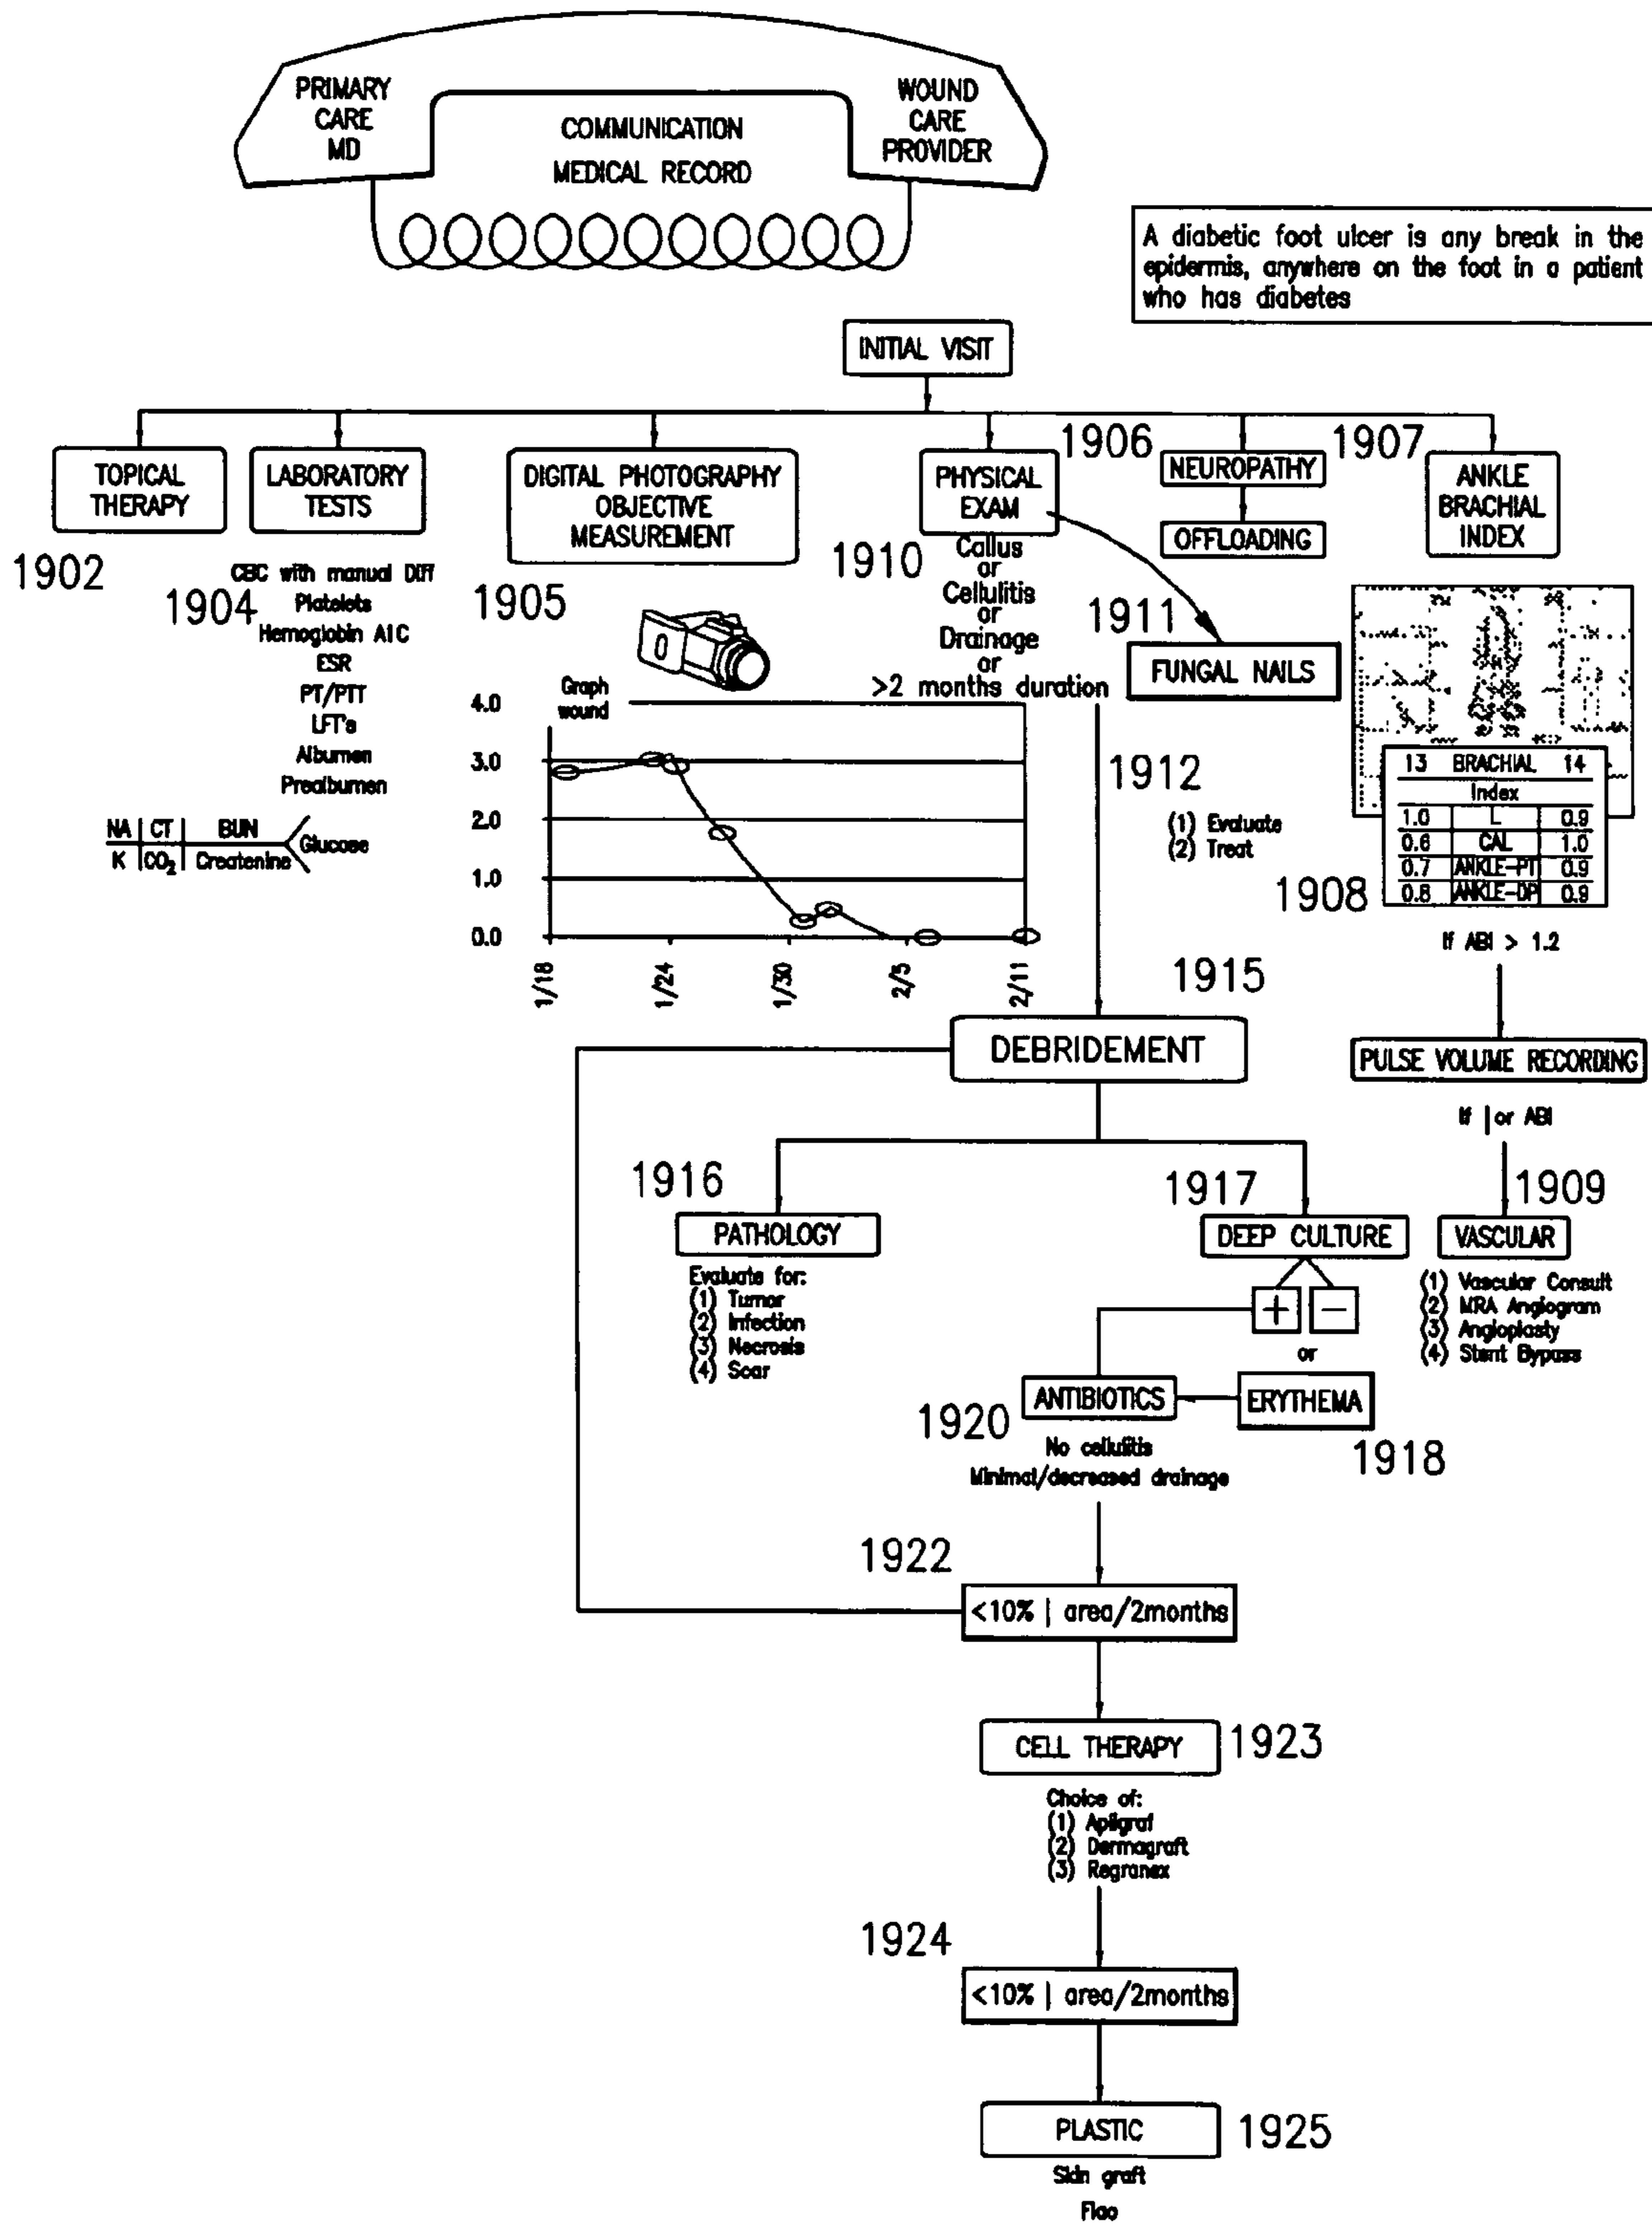 PRIMARY
CARE
MD
COMMUNICATION
MEDICAL RECORD
WOUND
CARE
PROVIDER
A diabetic foot ulcer is any break in the
epidermis, anywhere on the foot in a patient
who has diabetes
INITIAL VISIT
TOPICAL
THERAPY
1902
LABORATORY
TESTS
1904
CBC with manual Diff
Platelets
Hemoglobin A1C
ESR
PT/PTT
LFT's
Albumen
Prealbumen
NA | CT | BUN
K | CO₂ | Createnine
Glucose
DIGITAL PHOTOGRAPHY
OBJECTIVE
MEASUREMENT
1905
Graph
wound
4.0
3.0
2.0
1.0
0.0
1/18
1/24
1/30
2/5
2/11
PHYSICAL
EXAM
1910
Callus
or
Cellulitis
or
Drainage
or
>2 months duration
1906
NEUROPATHY
OFFLOADING
1911
FUNGAL NAILS
1912
(1) Evaluate
(2) Treat
1907
ANKLE
BRACHIAL
INDEX
13 BRACHIAL 14
Index
1.0 L 0.9
0.6 CAL 1.0
0.7 ANKLE-PT 0.9
0.8 ANKLE-DP 0.9
1908
If ABI > 1.2
PULSE VOLUME RECORDING
If | or ABI
1909
VASCULAR
(1) Vascular Consult
(2) MRA Angiogram
(3) Angioplasty
(4) Stent Bypass
1915
DEBRIDEMENT
1916
PATHOLOGY
Evaluate for:
(1) Tumor
(2) Infection
(3) Necrosis
(4) Scar
1917
DEEP CULTURE
+ −
or
ERYTHEMA
1918
ANTIBIOTICS
1920
No cellulitis
Minimal/decreased drainage
1922
<10% | area/2months
CELL THERAPY
1923
Choice of:
(1) Apligraf
(2) Dermagraft
(3) Regranex
1924
<10% | area/2months
PLASTIC
1925
Skin graft
Flap